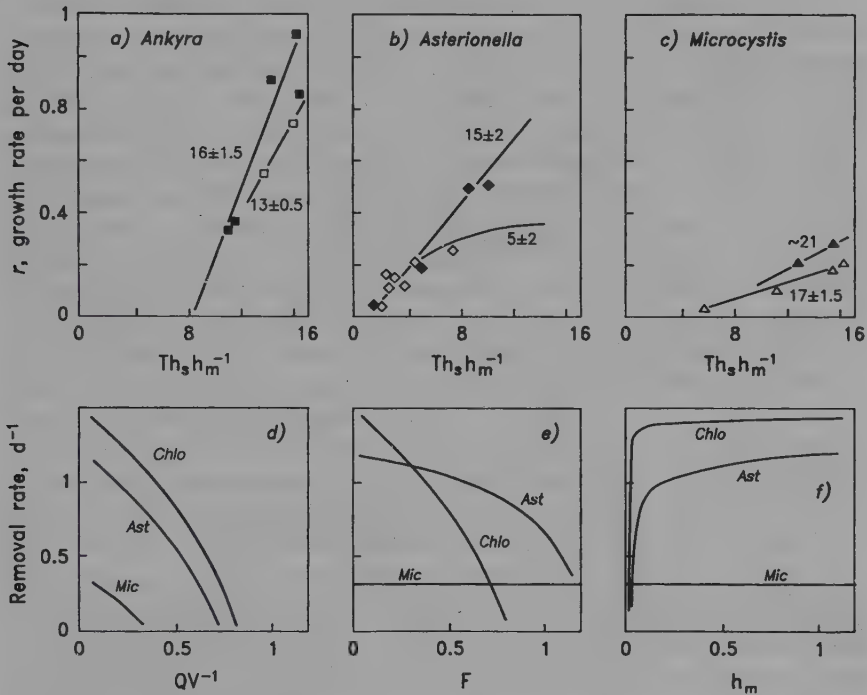 a) Ankyra
b) Asterionella
c) Microcystis
r, growth rate per day
1
0.8
0.4
0
16±1.5
13±0.5
15±2
5±2
~21
17±1.5
0 8 16
0 8 16
0 8 16
Th_s h_m^-1
Th_s h_m^-1
Th_s h_m^-1
d)
e)
f)
Removal rate, d^-1
1
0.5
0
Chlo
Ast
Mic
Ast
Chlo
Mic
Chlo
Ast
Mic
0 0.5 1
0 0.5 1
0 0.5 1
QV^-1
F
h_m